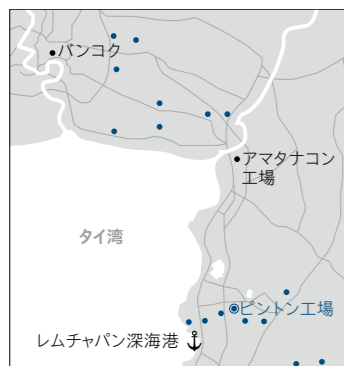 バンコク
アマタナコン
工場
タイ湾
ピントン工場
レムチャバン深海港